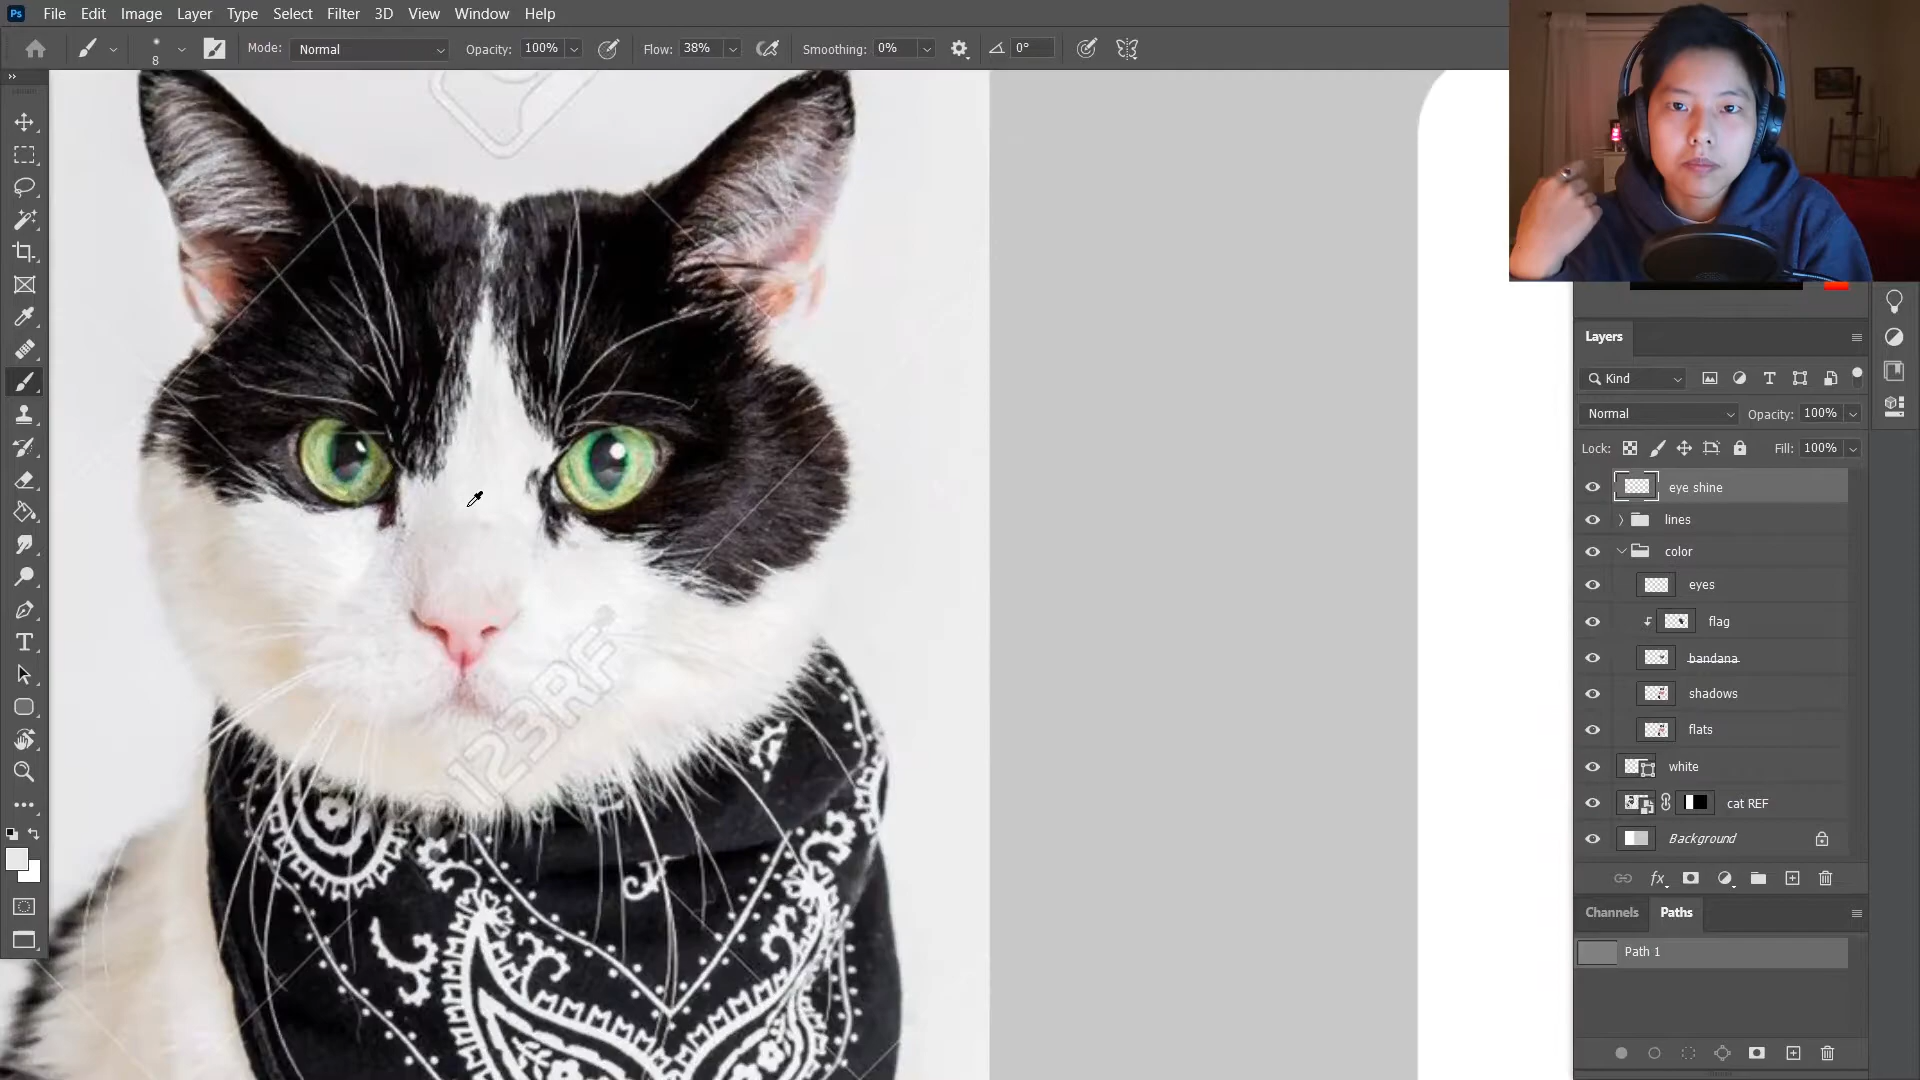 Ps File Edit Image Layer Type Select Filter 3D View Window Help
8 Mode: Normal Opacity: 100% Flow: 38% Smoothing: 0% 0°
Layers
Kind
Normal Opacity: 100%
Lock: Fill: 100%
eye shine
lines
color
eyes
flag
bandana
shadows
flats
white
cat REF
Background
Channels Paths
Path 1
123RF